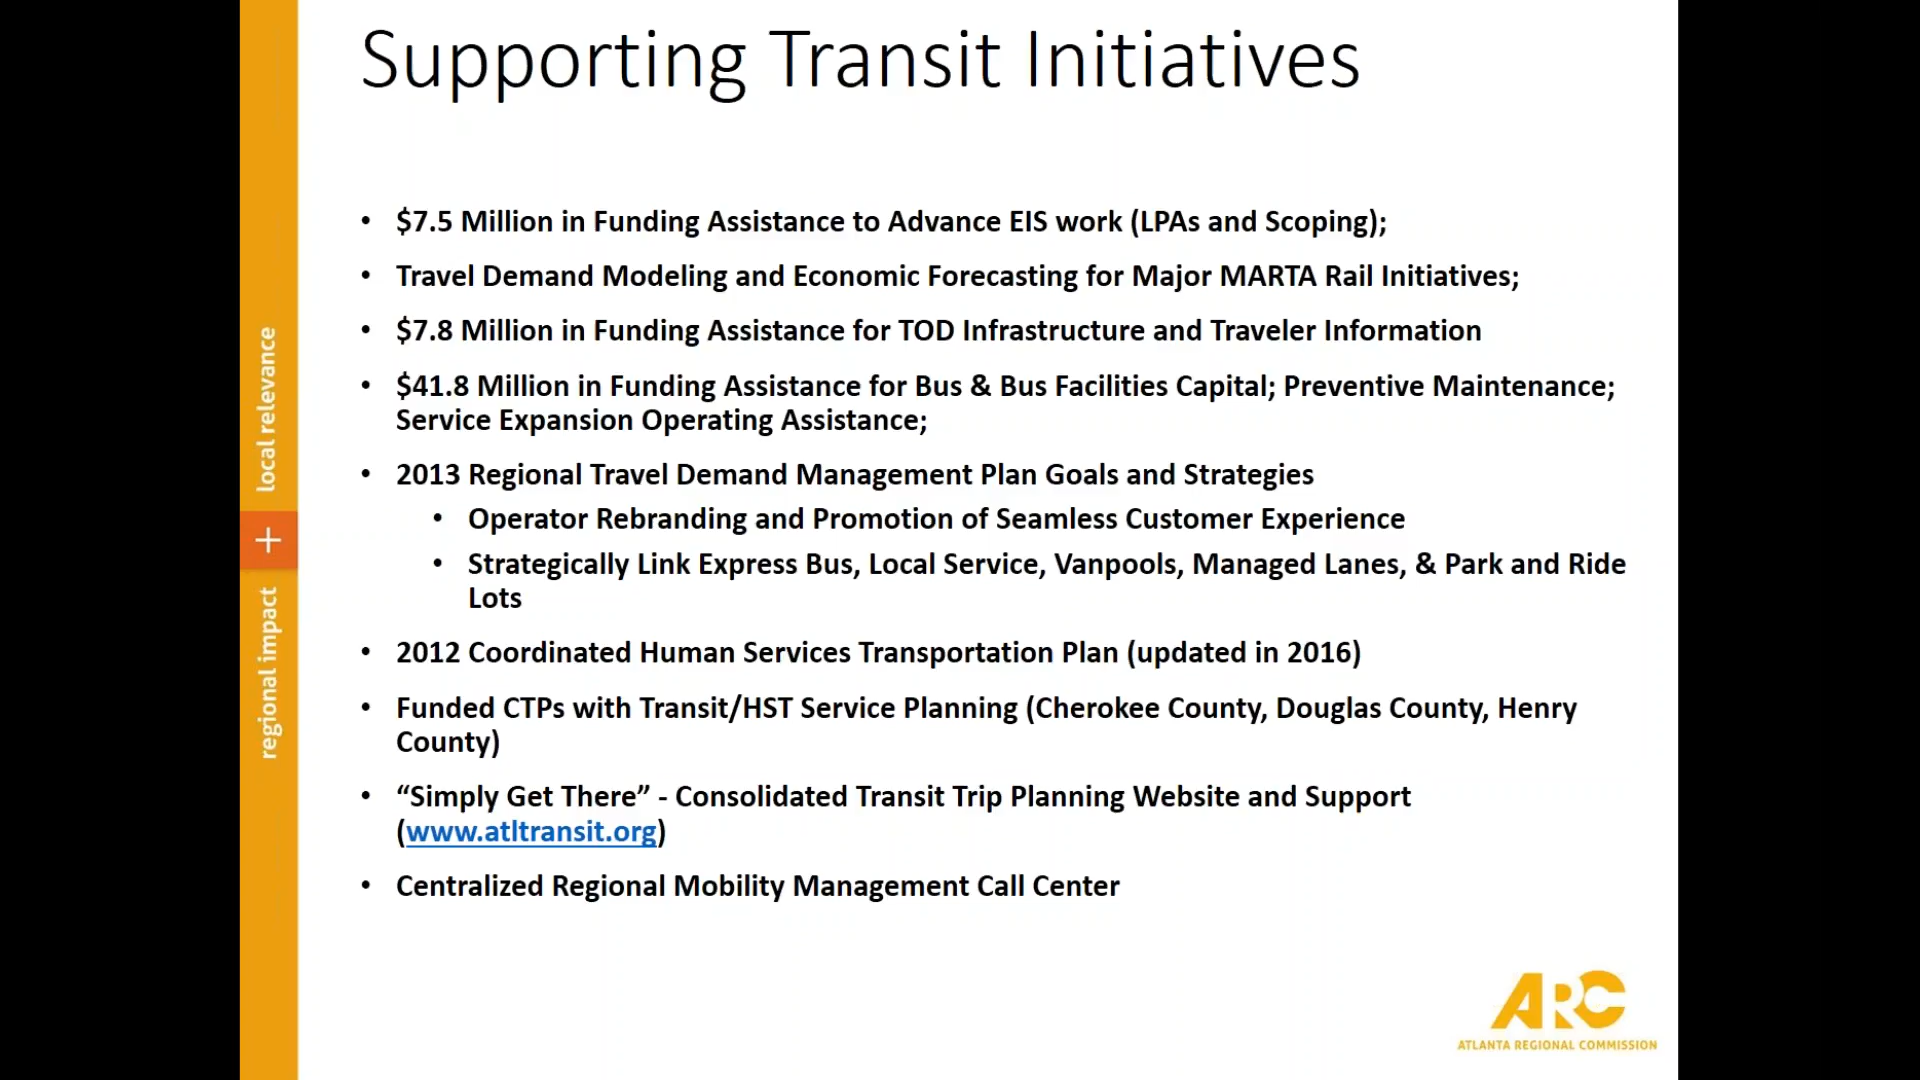 Supporting Transit Initiatives
• $7.5 Million in Funding Assistance to Advance EIS work (LPAs and Scoping);
• Travel Demand Modeling and Economic Forecasting for Major MARTA Rail Initiatives;
• $7.8 Million in Funding Assistance for TOD Infrastructure and Traveler Information
• $41.8 Million in Funding Assistance for Bus & Bus Facilities Capital; Preventive Maintenance;
Service Expansion Operating Assistance;
• 2013 Regional Travel Demand Management Plan Goals and Strategies
• Operator Rebranding and Promotion of Seamless Customer Experience
• Strategically Link Express Bus, Local Service, Vanpools, Managed Lanes, & Park and Ride
Lots
• 2012 Coordinated Human Services Transportation Plan (updated in 2016)
• Funded CTPs with Transit/HST Service Planning (Cherokee County, Douglas County, Henry
County)
• “Simply Get There” - Consolidated Transit Trip Planning Website and Support
(www.atltransit.org)
• Centralized Regional Mobility Management Call Center
regional impact + local relevance
ARC
ATLANTA REGIONAL COMMISSION